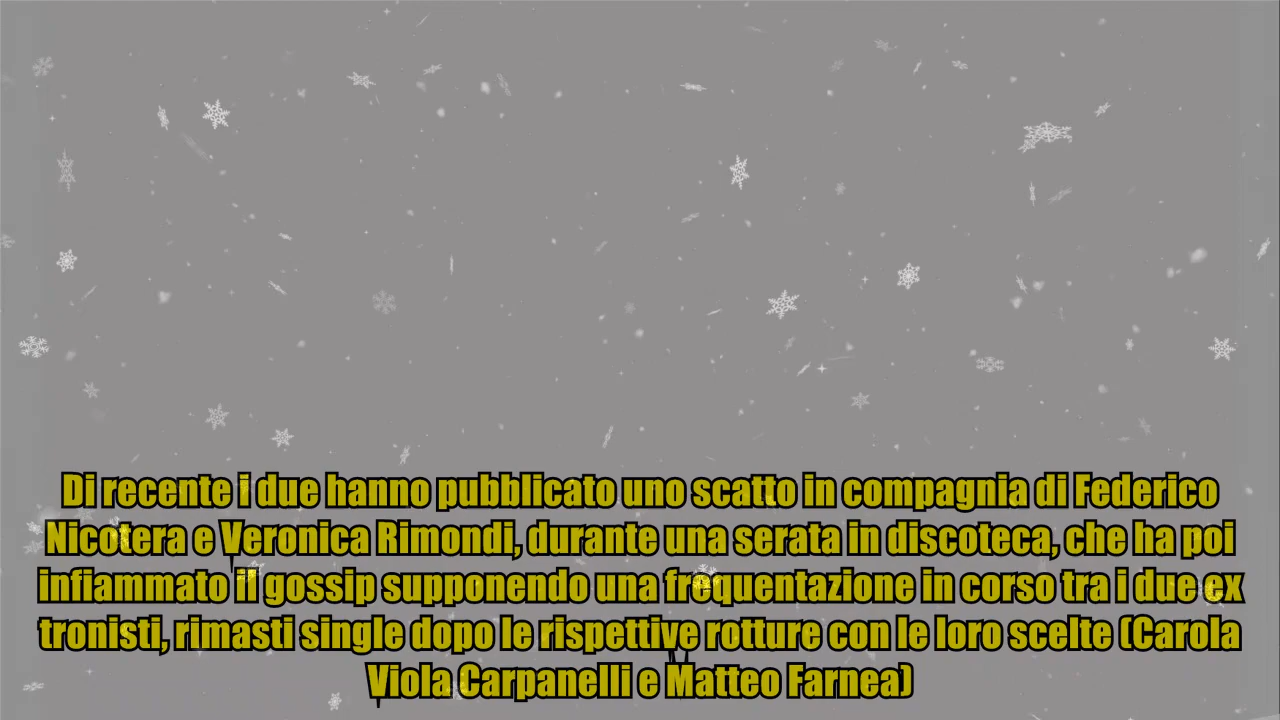 Di recente i due hanno pubblicato uno scatto in compagnia di Federico
Nicotera e Veronica Rimondi, durante una serata in discoteca, che ha poi
infiammato il gossip supponendo una frequentazione in corso tra i due ex
tronisti, rimasti single dopo le rispettive rotture con le loro scelte (Carola
Viola Carpanelli e Matteo Farnea)